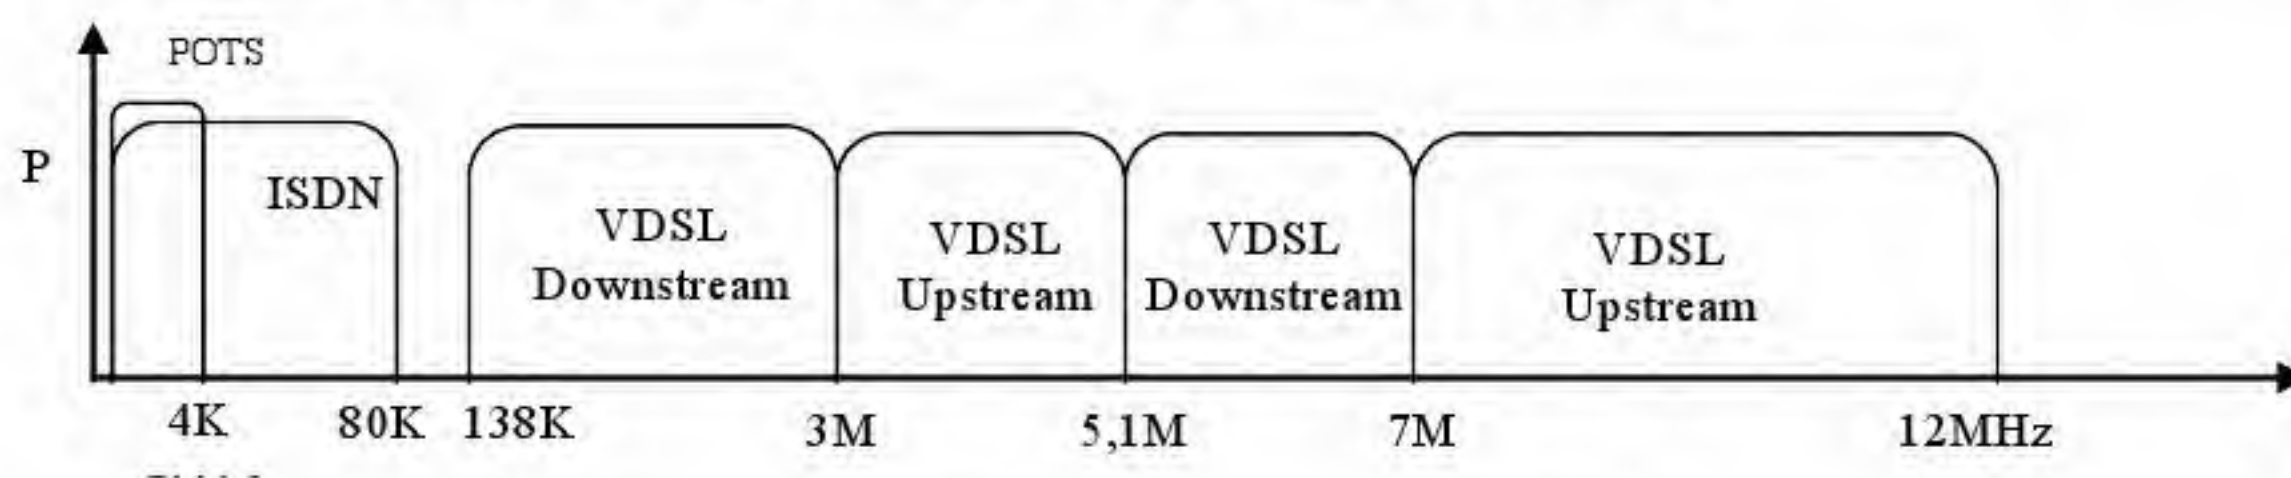 POTS
P
ISDN
VDSL
Downstream
VDSL
Upstream
VDSL
Downstream
VDSL
Upstream
4K 80K 138K 3M 5,1M 7M 12MHz